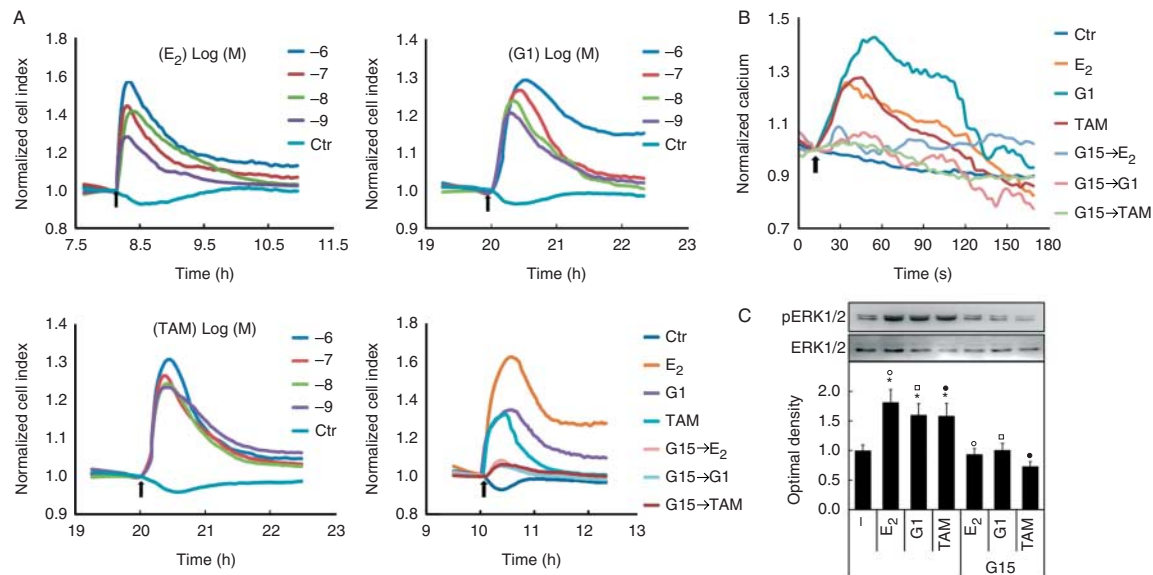 A
(E2) Log (M)
Normalized cell index
1.8
1.6
1.4
1.2
1.0
0.8
7.5
8.5
9.5
10.5
11.5
Time (h)
–6
–7
–8
–9
Ctr
(G1) Log (M)
Normalized cell index
1.4
1.3
1.2
1.1
1.0
0.9
19
20
21
22
23
Time (h)
–6
–7
–8
–9
Ctr
(TAM) Log (M)
Normalized cell index
1.4
1.3
1.2
1.1
1.0
0.9
19
20
21
22
23
Time (h)
–6
–7
–8
–9
Ctr
Normalized cell index
1.8
1.6
1.4
1.2
1.0
0.8
9
10
11
12
13
Time (h)
Ctr
E2
G1
TAM
G15→E2
G15→G1
G15→TAM
B
Normalized calcium
1.5
1.3
1.1
0.9
0.7
0
30
60
90
120
150
180
Time (s)
Ctr
E2
G1
TAM
G15→E2
G15→G1
G15→TAM
C
pERK1/2
ERK1/2
Optimal density
2.0
1.5
1.0
0.5
0.0
*
*
*
–
E2
G1
TAM
E2
G1
TAM
G15